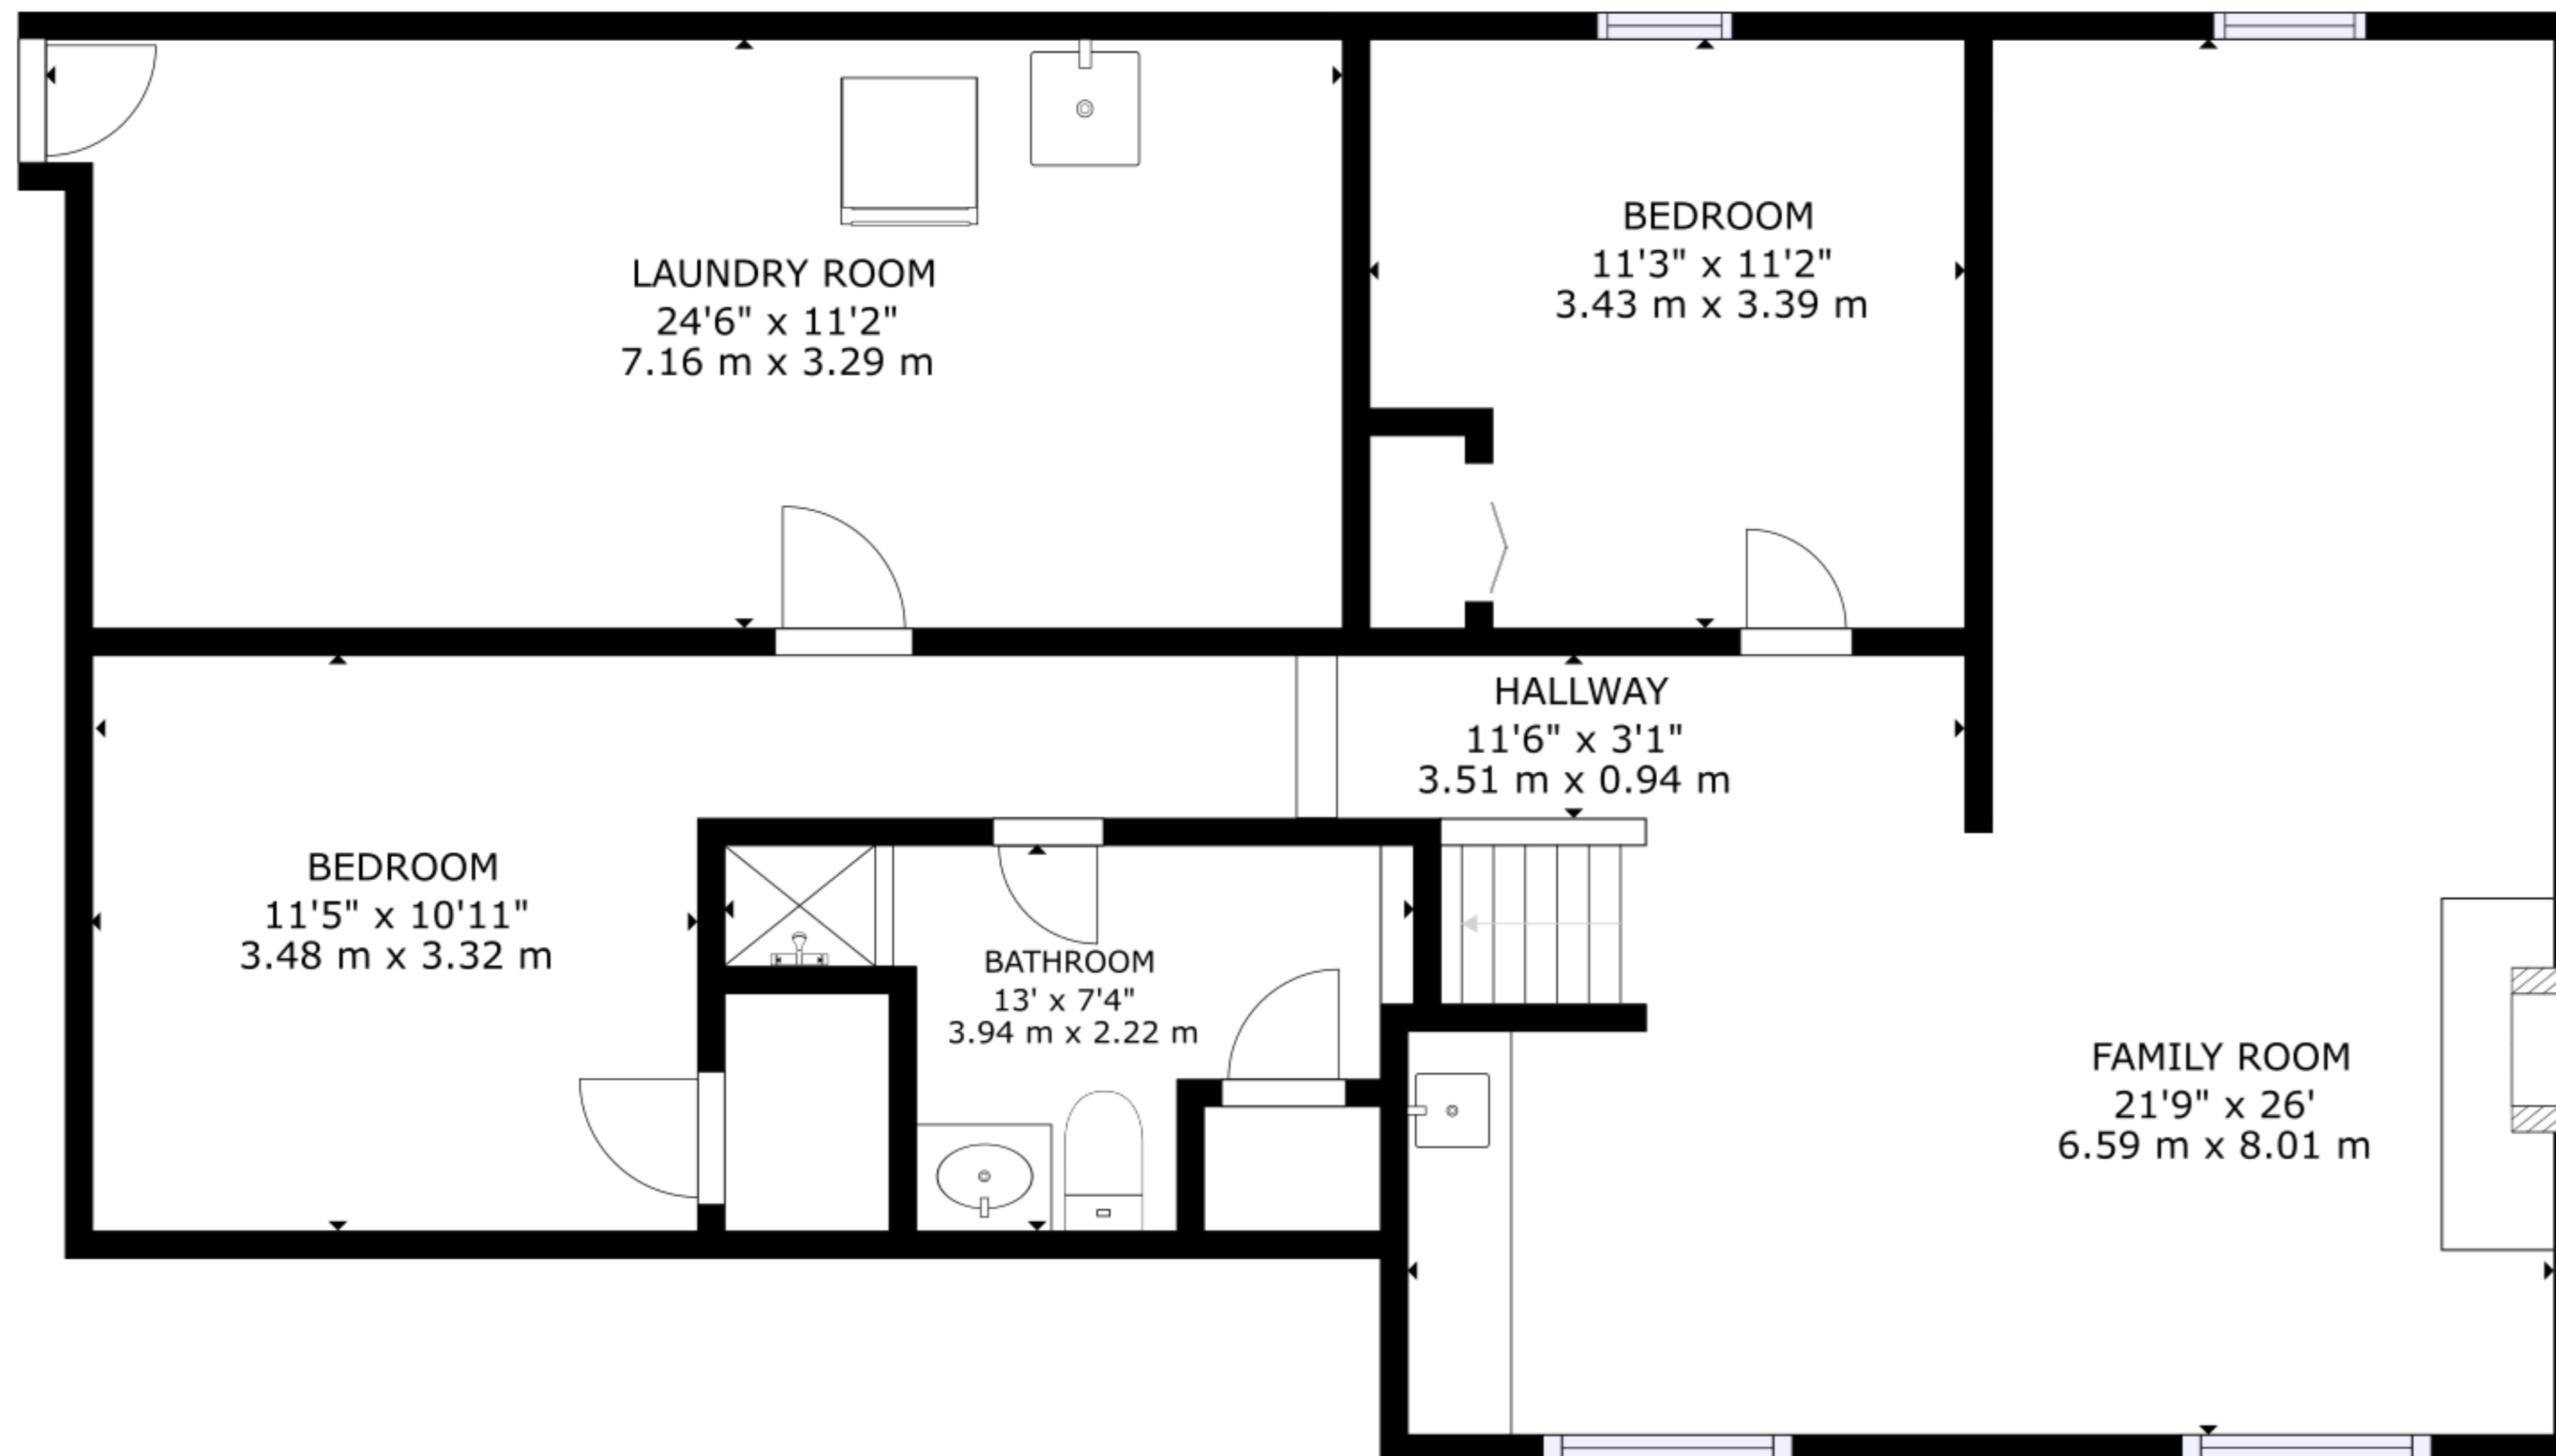 LAUNDRY ROOM
24'6" x 11'2"
7.16 m x 3.29 m
BEDROOM
11'3" x 11'2"
3.43 m x 3.39 m
HALLWAY
11'6" x 3'1"
3.51 m x 0.94 m
BEDROOM
11'5" x 10'11"
3.48 m x 3.32 m
BATHROOM
13' x 7'4"
3.94 m x 2.22 m
FAMILY ROOM
21'9" x 26'
6.59 m x 8.01 m